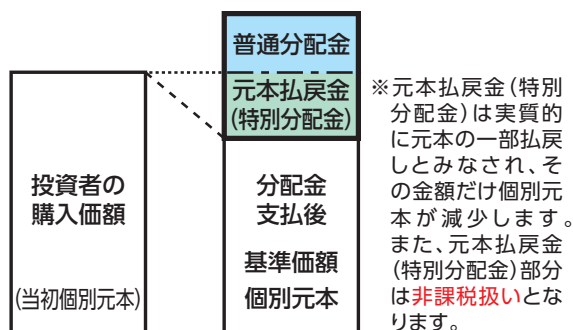 普通分配金
元本払戻金
(特別分配金)
投資者の
購入価額
(当初個別元本)
分配金
支払後
基準価額
個別元本
※元本払戻金(特別
分配金)は実質的
に元本の一部払戻
しとみなされ、そ
の金額だけ個別元
本が減少します。
また、元本払戻金
(特別分配金)部分
は非課税扱いとな
ります。